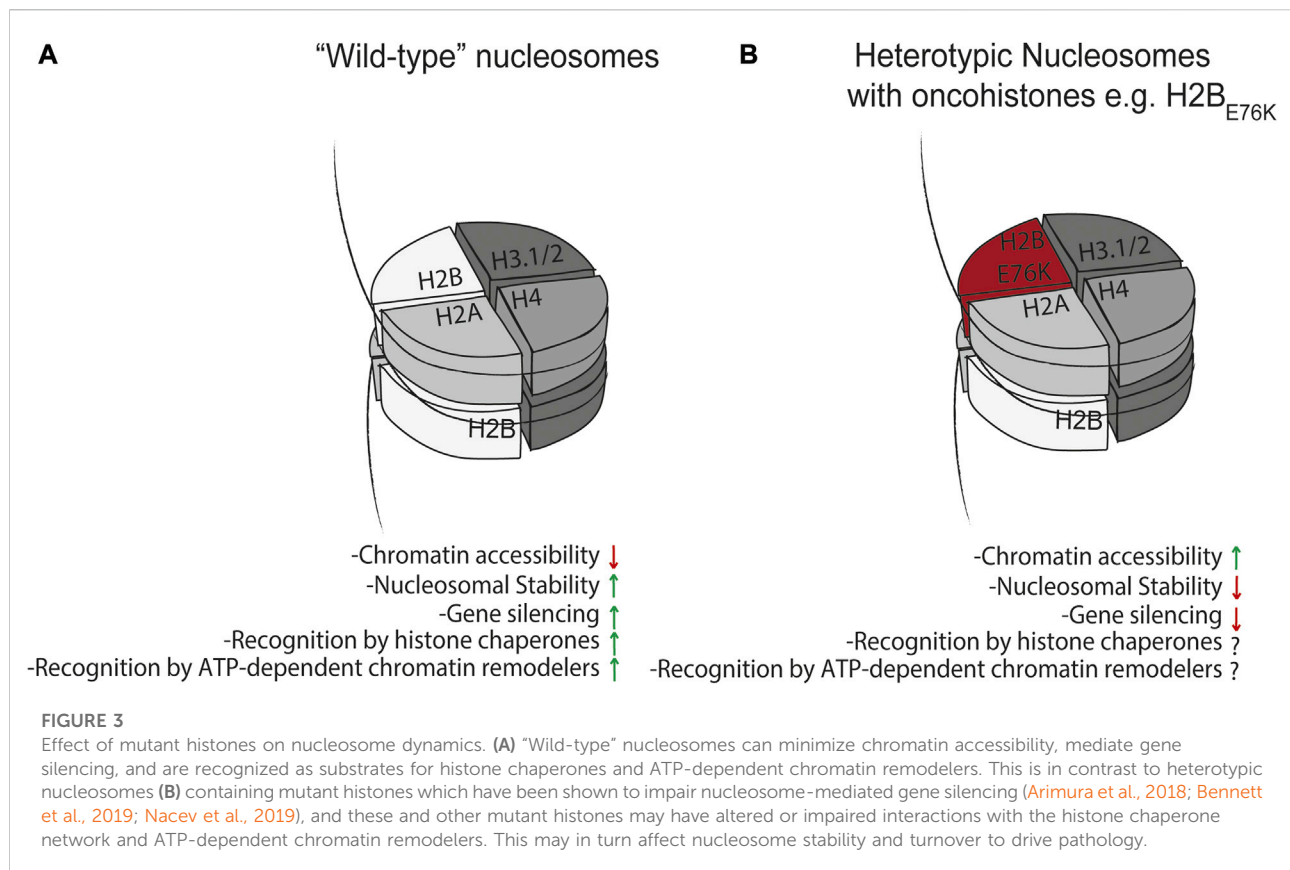 A
"Wild-type" nucleosomes
H2B
H3.1/2
H2A
H4
H2B
-Chromatin accessibility ↓
-Nucleosomal Stability ↑
-Gene silencing ↑
-Recognition by histone chaperones ↑
-Recognition by ATP-dependent chromatin remodelers ↑
B
Heterotypic Nucleosomes
with oncohistones e.g. H2B E76K
H2B
E76K
H3.1/2
H2A
H4
H2B
-Chromatin accessibility ↑
-Nucleosomal Stability ↓
-Gene silencing ↓
-Recognition by histone chaperones ?
-Recognition by ATP-dependent chromatin remodelers ?
FIGURE 3
Effect of mutant histones on nucleosome dynamics. (A) "Wild-type" nucleosomes can minimize chromatin accessibility, mediate gene
silencing, and are recognized as substrates for histone chaperones and ATP-dependent chromatin remodelers. This is in contrast to heterotypic
nucleosomes (B) containing mutant histones which have been shown to impair nucleosome-mediated gene silencing (Arimura et al., 2018; Bennett
et al., 2019; Nacev et al., 2019), and these and other mutant histones may have altered or impaired interactions with the histone chaperone
network and ATP-dependent chromatin remodelers. This may in turn affect nucleosome stability and turnover to drive pathology.